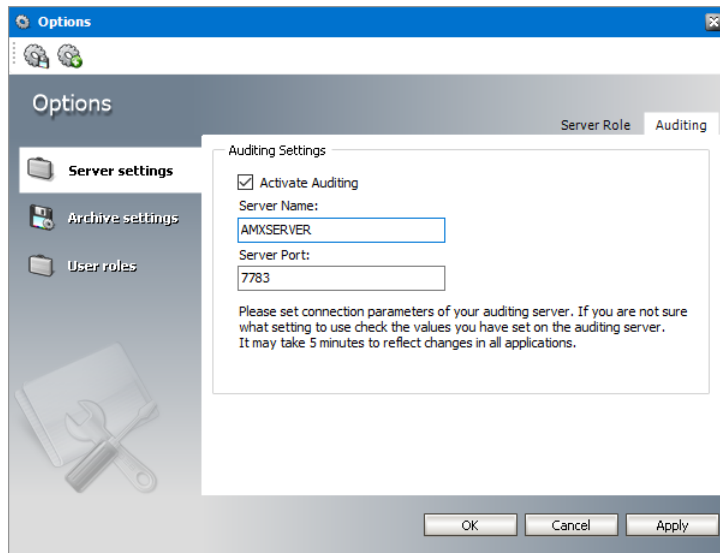 Options
Options
Server Role
Auditing
Server settings
Archive settings
User roles
Auditing Settings
Activate Auditing
Server Name:
AMXSERVER
Server Port:
7783
Please set connection parameters of your auditing server. If you are not sure
what setting to use check the values you have set on the auditing server.
It may take 5 minutes to reflect changes in all applications.
OK
Cancel
Apply